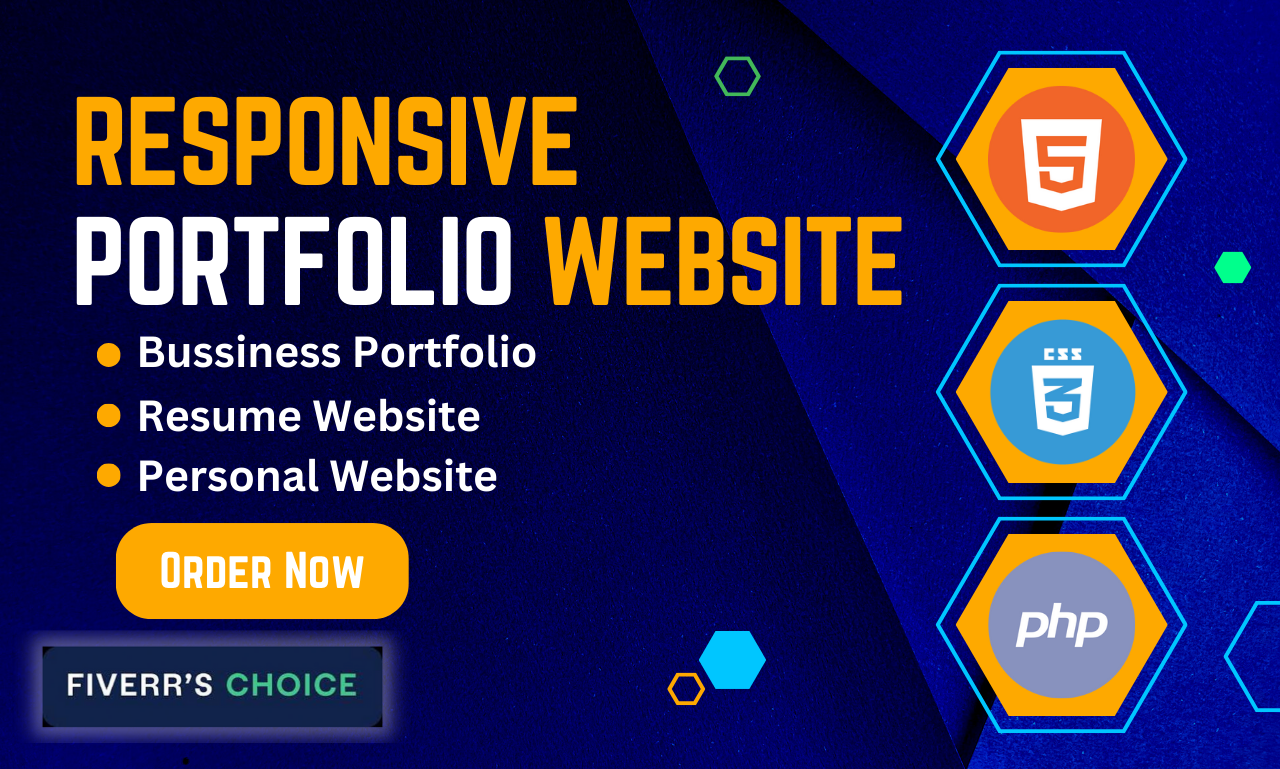 RESPONSIVE
PORTFOLIO WEBSITE
Bussiness Portfolio
Resume Website
Personal Website
ORDER NOW
FIVERR'S CHOICE
5
CSS
3
php